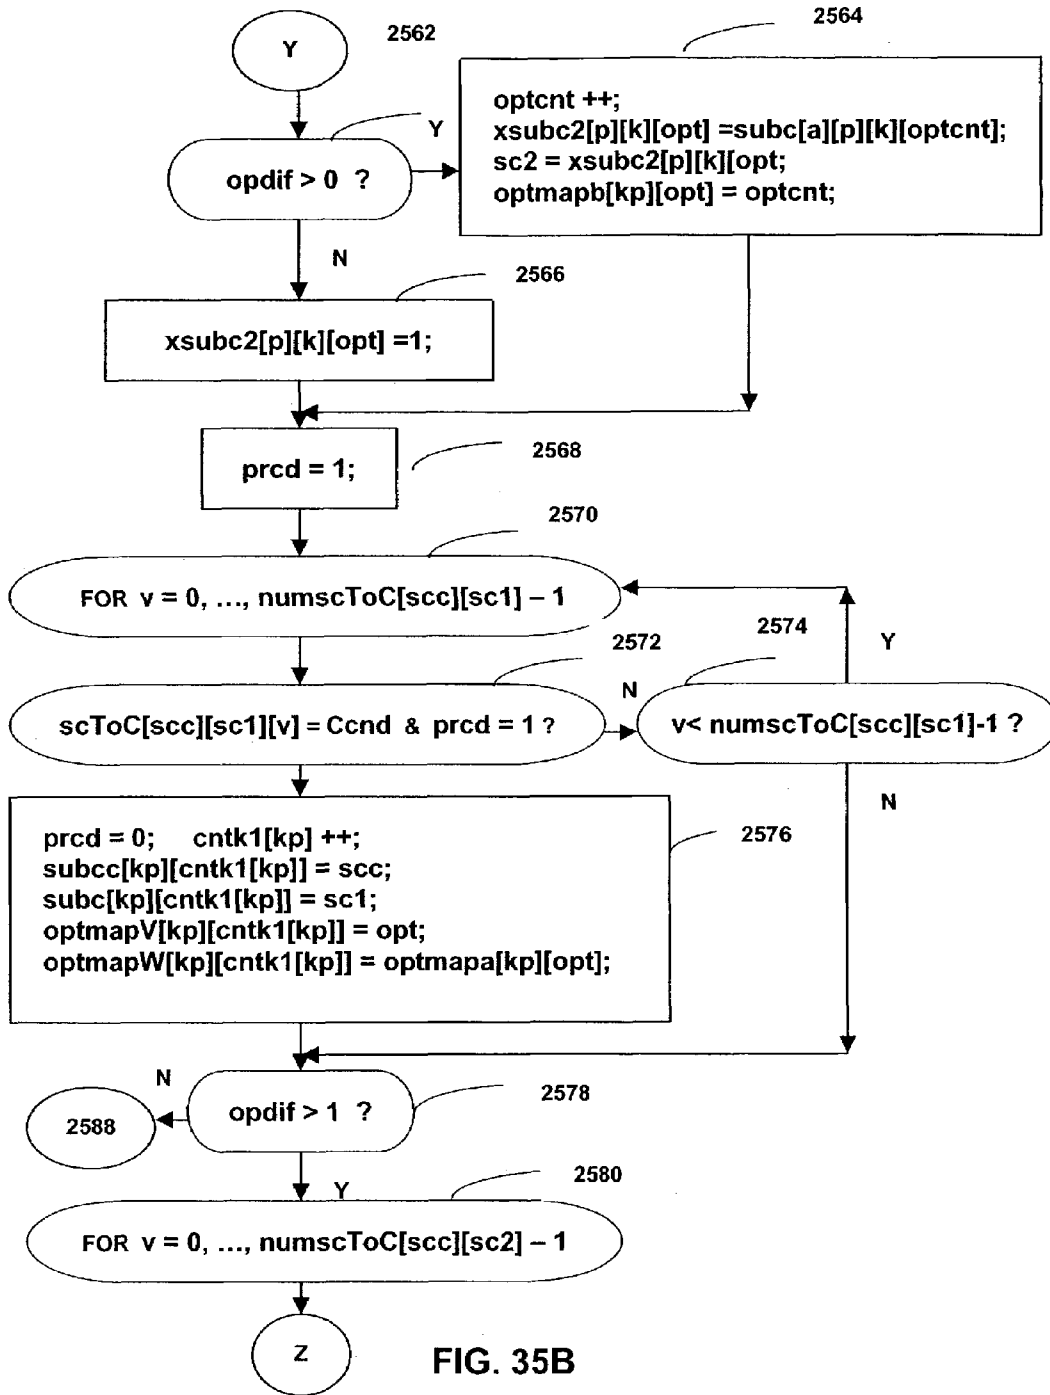 Y
2562
2564
optcnt ++;
xsubc2[p][k][opt] =subc[a][p][k][optcnt];
sc2 = xsubc2[p][k][opt;
optmapb[kp][opt] = optcnt;
Y
opdif > 0 ?
N
2566
xsubc2[p][k][opt] =1;
2568
prcd = 1;
2570
FOR v = 0, ..., numscToC[scc][sc1] – 1
2572
2574
Y
scToC[scc][sc1][v] = Ccnd & prcd = 1 ?
N
v< numscToC[scc][sc1]-1 ?
N
prcd = 0; cntk1[kp] ++;
subcc[kp][cntk1[kp]] = scc;
subc[kp][cntk1[kp]] = sc1;
optmapV[kp][cntk1[kp]] = opt;
optmapW[kp][cntk1[kp]] = optmapa[kp][opt];
2576
N
opdif > 1 ?
2578
2588
Y
2580
FOR v = 0, ..., numscToC[scc][sc2] – 1
Z
FIG. 35B